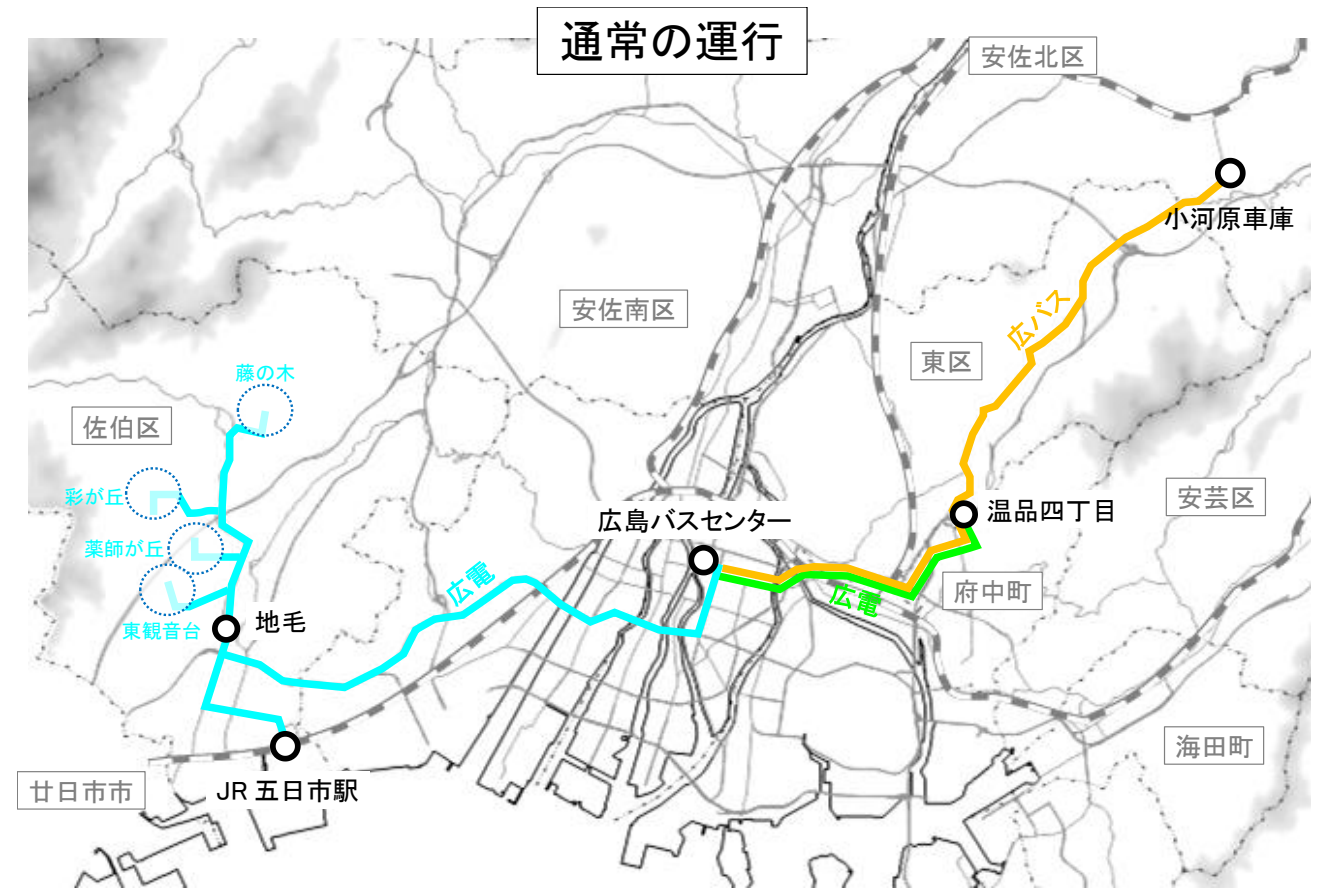 通常の運行
安佐北区
小河原車庫
安佐南区
広バス
東区
藤の木
佐伯区
彩が丘
安芸区
温品四丁目
広島バスセンター
薬師が丘
広電
広電
府中町
地毛
東観音台
海田町
廿日市市
JR 五日市駅